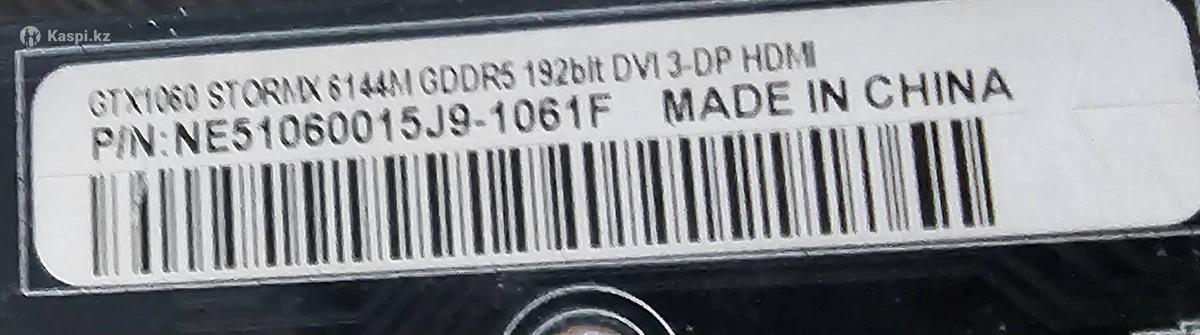 Kaspi.kz
GTX1060 STORMX 6144M GDDR5 192bit DVI 3-DP HDMI
P/N:NE51060015J9-1061F MADE IN CHINA